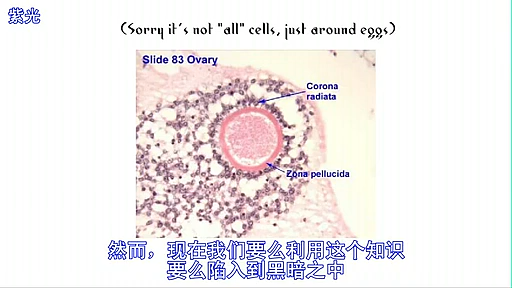 紫光
(Sorry it's not "all" cells, just around eggs)
Slide 83 Ovary
Corona
radiata
Zona pellucida
然而，现在我们要么利用这个知识
要么陷入到黑暗之中